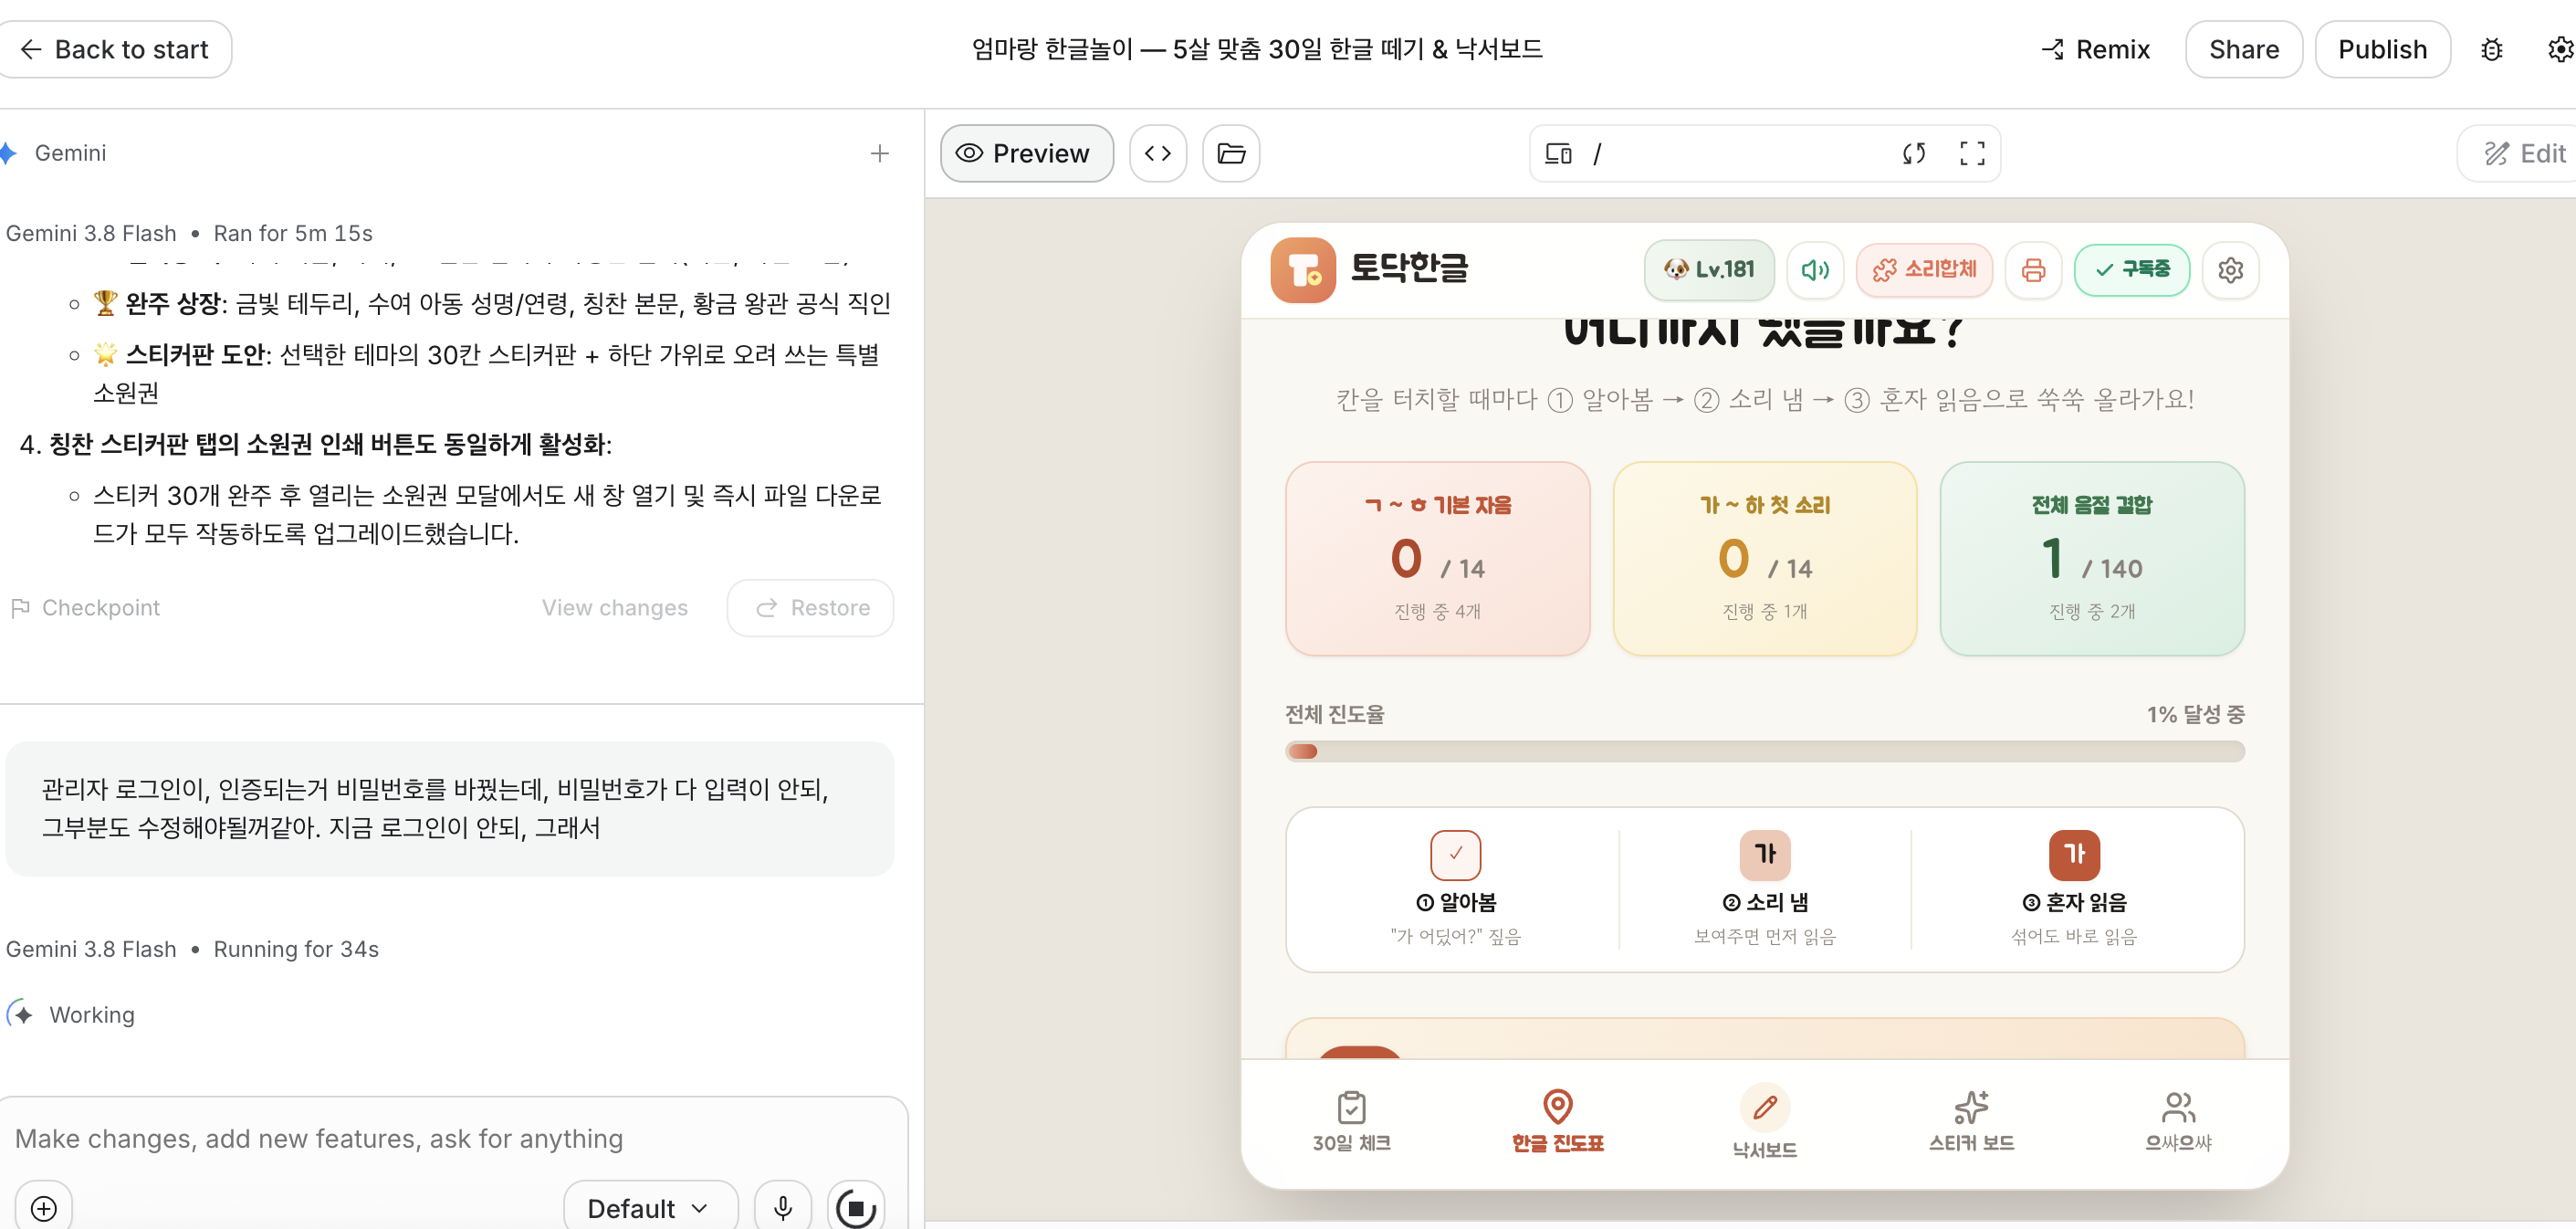 Back to start
엄마랑 한글놀이 — 5살 맞춤 30일 한글 떼기 & 낙서보드
Remix
Share
Publish
Gemini
Gemini 3.8 Flash • Ran for 5m 15s
완주 상장: 금빛 테두리, 수여 아동 성명/연령, 칭찬 본문, 황금 왕관 공식 직인
스티커판 도안: 선택한 테마의 30칸 스티커판 + 하단 가위로 오려 쓰는 특별
소원권
4. 칭찬 스티커판 탭의 소원권 인쇄 버튼도 동일하게 활성화:
스티커 30개 완주 후 열리는 소원권 모달에서도 새 창 열기 및 즉시 파일 다운로
드가 모두 작동하도록 업그레이드했습니다.
Checkpoint
View changes
Restore
관리자 로그인이, 인증되는거 비밀번호를 바꿨는데, 비밀번호가 다 입력이 안되,
그부분도 수정해야될꺼같아. 지금 로그인이 안되, 그래서
Gemini 3.8 Flash • Running for 34s
Working
Make changes, add new features, ask for anything
Default
Preview
/
Edit
토닥한글
Lv.181
소리합체
구독중
칸을 터치할 때마다 ① 알아봄 → ② 소리 냄 → ③ 혼자 읽음으로 쑥쑥 올라가요!
ㄱ ~ ㅎ 기본 자음
0 / 14
진행 중 4개
가 ~ 하 첫 소리
0 / 14
진행 중 1개
전체 음절 결합
1 / 140
진행 중 2개
전체 진도율
1% 달성 중
① 알아봄
"가 어딨어?" 짚음
가
② 소리 냄
보여주면 먼저 읽음
가
③ 혼자 읽음
섞어도 바로 읽음
30일 체크
한글 진도표
낙서보드
스티커 보드
으쌰으쌰